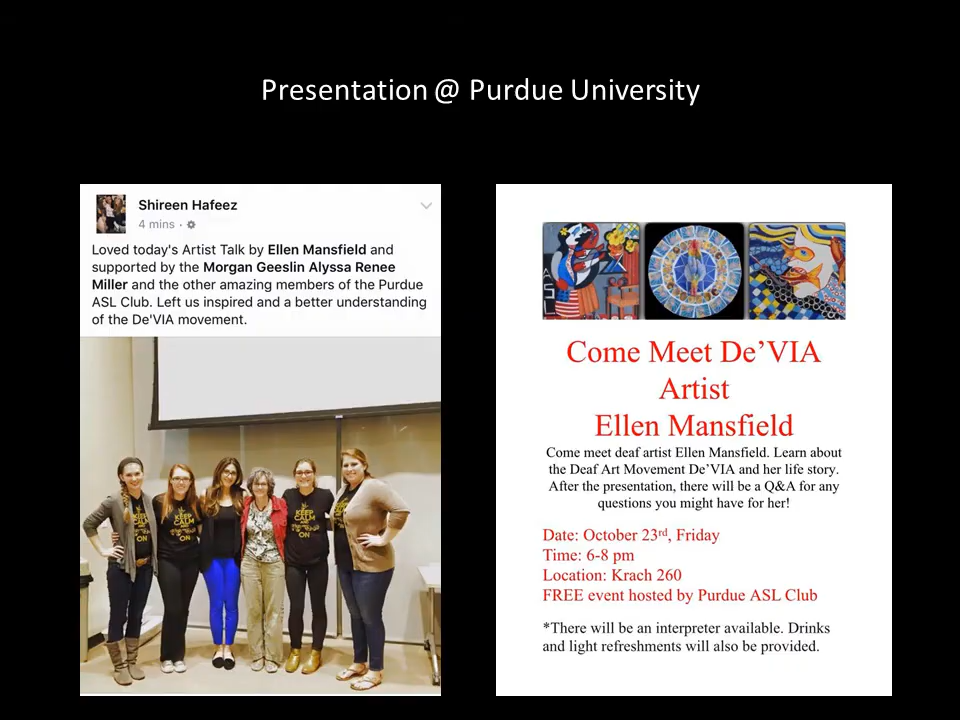 Presentation @ Purdue University
Shireen Hafeez
4 mins ·
Loved today's Artist Talk by Ellen Mansfield and
supported by the Morgan Geeslin Alyssa Renee
Miller and the other amazing members of the Purdue
ASL Club. Left us inspired and a better understanding
of the De'VIA movement.
KEEP
CALM
ON
KEEP
CALM
ON
Come Meet De’VIA
Artist
Ellen Mansfield
Come meet deaf artist Ellen Mansfield. Learn about
the Deaf Art Movement De’VIA and her life story.
After the presentation, there will be a Q&A for any
questions you might have for her!
Date: October 23rd, Friday
Time: 6-8 pm
Location: Krach 260
FREE event hosted by Purdue ASL Club
*There will be an interpreter available. Drinks
and light refreshments will also be provided.